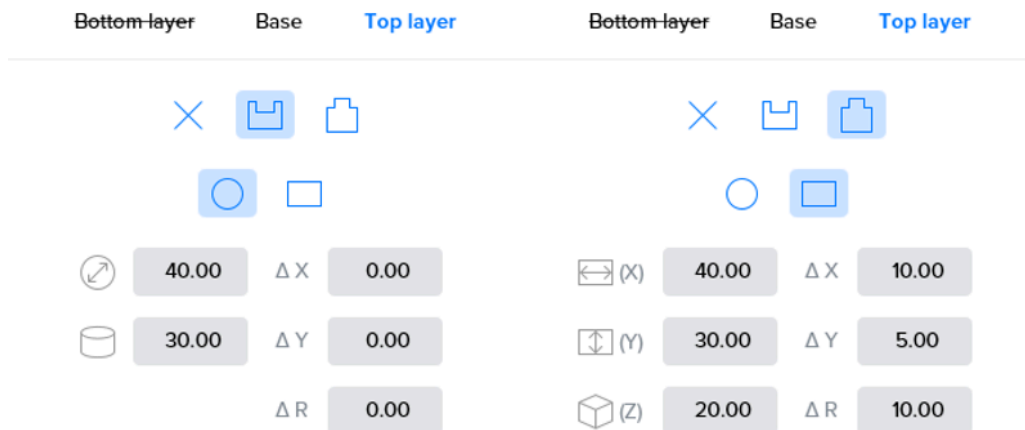 Bottom layer Base Top layer
40.00 Δ X 0.00
30.00 Δ Y 0.00
Δ R 0.00
Bottom layer Base Top layer
(X) 40.00 Δ X 10.00
(Y) 30.00 Δ Y 5.00
(Z) 20.00 Δ R 10.00